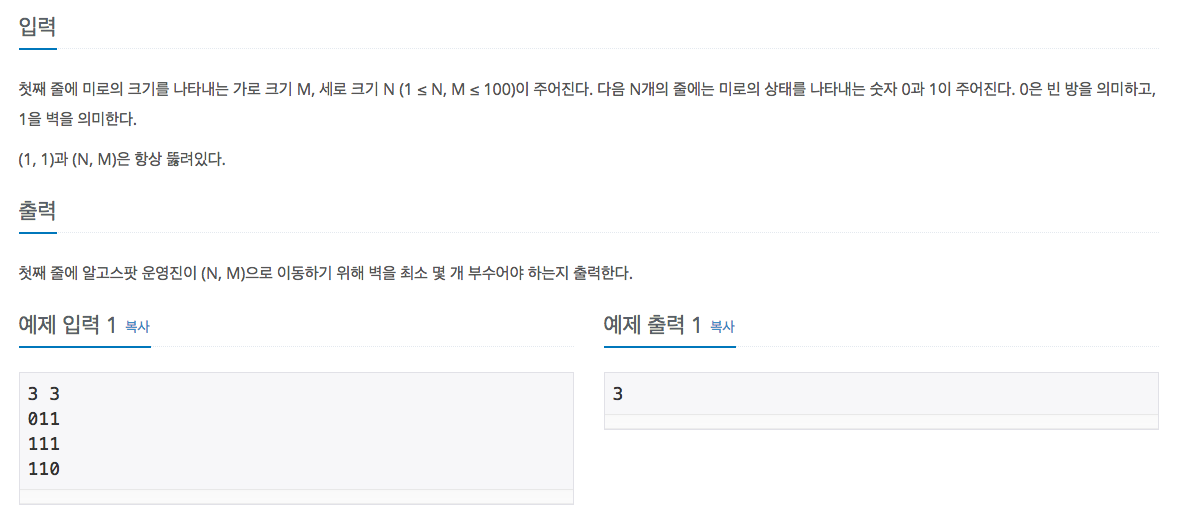 입력
첫째 줄에 미로의 크기를 나타내는 가로 크기 M, 세로 크기 N (1 ≤ N, M ≤ 100)이 주어진다. 다음 N개의 줄에는 미로의 상태를 나타내는 숫자 0과 1이 주어진다. 0은 빈 방을 의미하고,
1을 벽을 의미한다.
(1, 1)과 (N, M)은 항상 뚫려있다.
출력
첫째 줄에 알고스팟 운영진이 (N, M)으로 이동하기 위해 벽을 최소 몇 개 부수어야 하는지 출력한다.
예제 입력 1 복사
3 3
011
111
110
예제 출력 1 복사
3